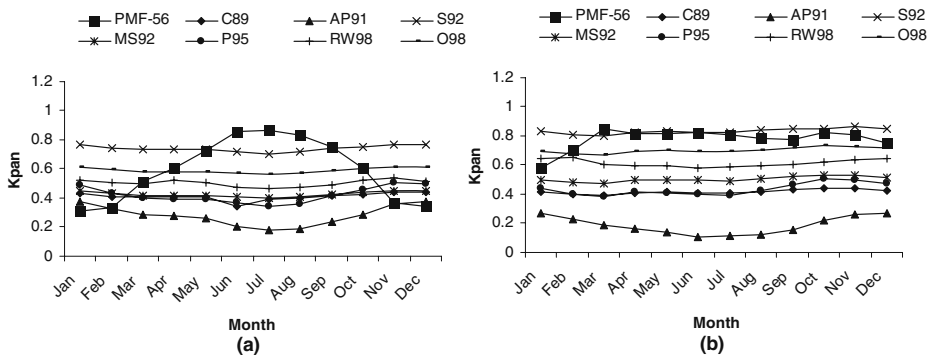 PMF-56 C89 AP91 S92
MS92 P95 RW98 O98
Kpan
1.2
1
0.8
0.6
0.4
0.2
0
Jan Feb Mar Apr May Jun Jul Aug Sep Oct Nov Dec
Month
(a)
PMF-56 C89 AP91 S92
MS92 P95 RW98 O98
Kpan
1.2
1
0.8
0.6
0.4
0.2
0
Jan Feb Mar Apr May Jun Jul Aug Sep Oct Nov Dec
Month
(b)